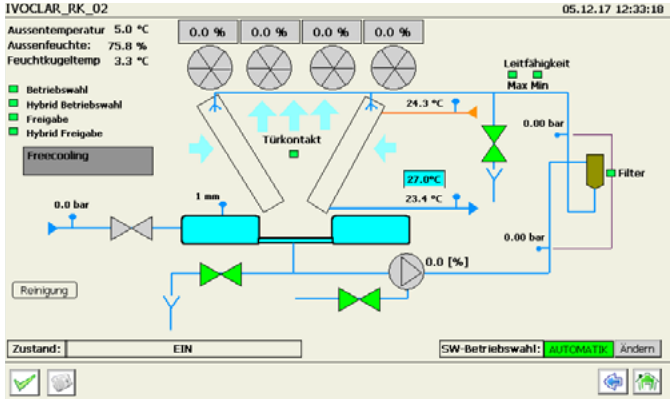 IVOCLAR_RK_02
05.12.17 12:33:18
Aussentemperatur 5.0 °C
Aussenfeuchte: 75.8 %
Feuchtkugeltemp 3.3 °C
0.0 % 0.0 % 0.0 % 0.0 %
Leitfähigkeit
Max Min
Betriebswahl
Hybrid Betriebswahl
Freigabe
Hybrid Freigabe
24.3 °C
0.00 bar
Türkontakt
Freecooling
Filter
27.0°C
0.0 bar
1 mm
23.4 °C
0.00 bar
0.0 [%]
Reinigung
Zustand: EIN
SW-Betriebswahl: AUTOMATIK Ändern